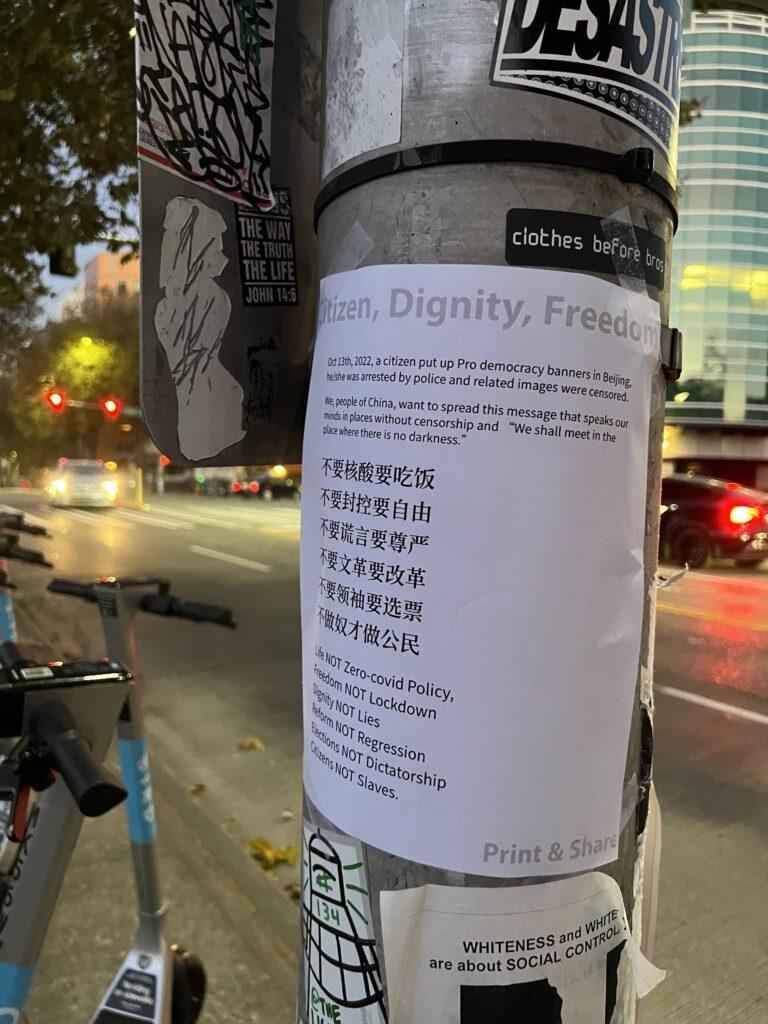 DESASTR
THE WAY
THE TRUTH
THE LIFE
JOHN 14:6
clothes before bros
Citizen, Dignity, Freedom
Oct 13th, 2022, a citizen put up Pro democracy banners in Beijing,
he/she was arrested by police and related images were censored.
We, people of China, want to spread this message that speaks our
minds in places without censorship and “We shall meet in the
place where there is no darkness.”
不要核酸要吃饭
不要封控要自由
不要谎言要尊严
不要文革要改革
不要领袖要选票
不做奴才做公民
Life NOT Zero-covid Policy,
Freedom NOT Lockdown
Dignity NOT Lies
Reform NOT Regression
Elections NOT Dictatorship
Citizens NOT Slaves.
Print & Share
#
134
@THE
WHITENESS and WHITE
are about SOCIAL CONTROL